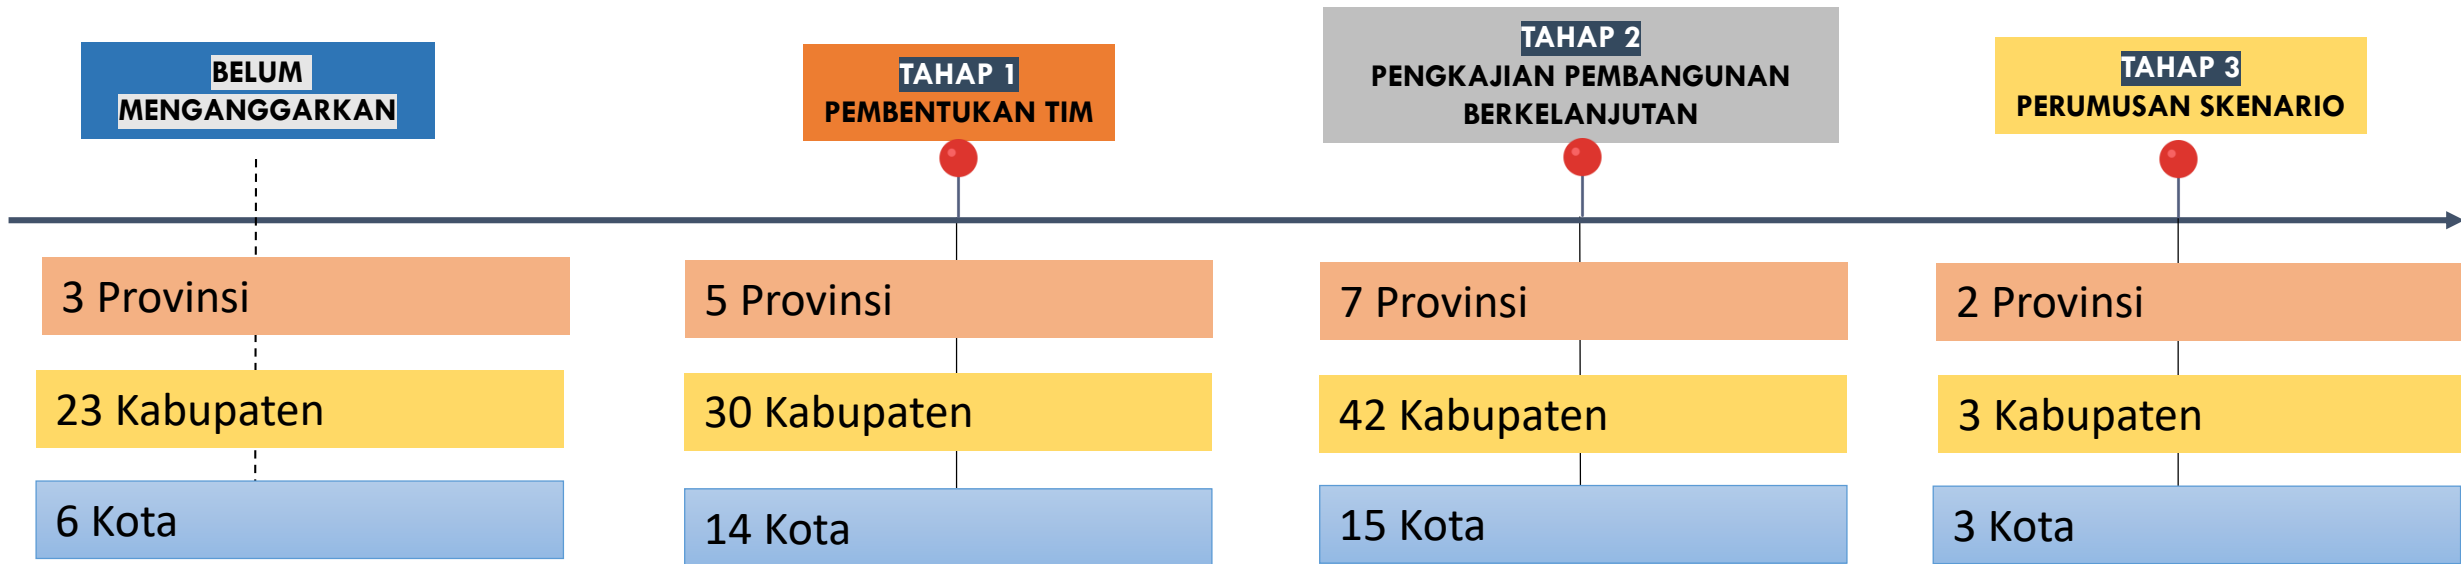 BELUM
MENGANGGARKAN
TAHAP 1
PEMBENTUKAN TIM
TAHAP 2
PENGKAJIAN PEMBANGUNAN
BERKELANJUTAN
TAHAP 3
PERUMUSAN SKENARIO
3 Provinsi
5 Provinsi
7 Provinsi
2 Provinsi
23 Kabupaten
30 Kabupaten
42 Kabupaten
3 Kabupaten
6 Kota
14 Kota
15 Kota
3 Kota